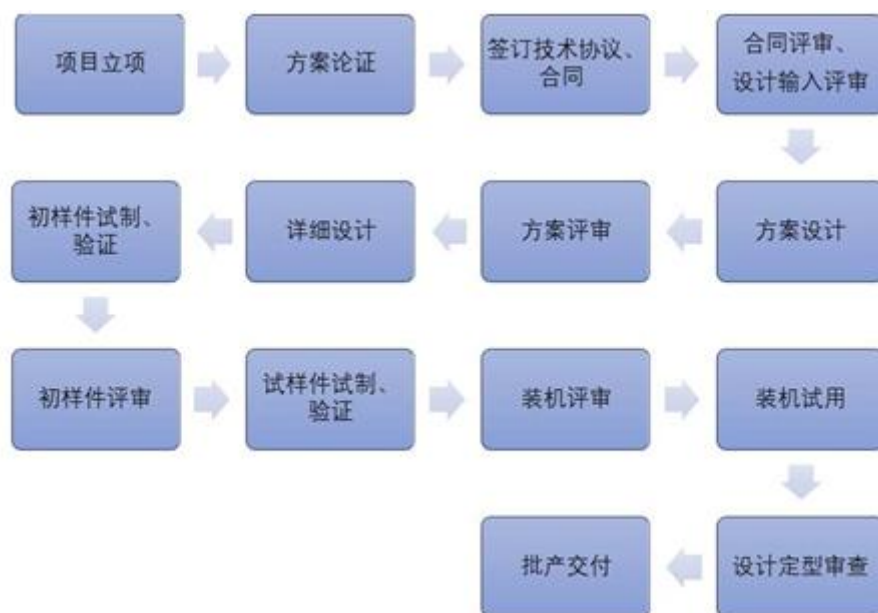 项目立项
方案论证
签订技术协议、
合同
合同评审、
设计输入评审
方案设计
方案评审
详细设计
初样件试制、
验证
初样件评审
试样件试制、
验证
装机评审
装机试用
设计定型审查
批产交付